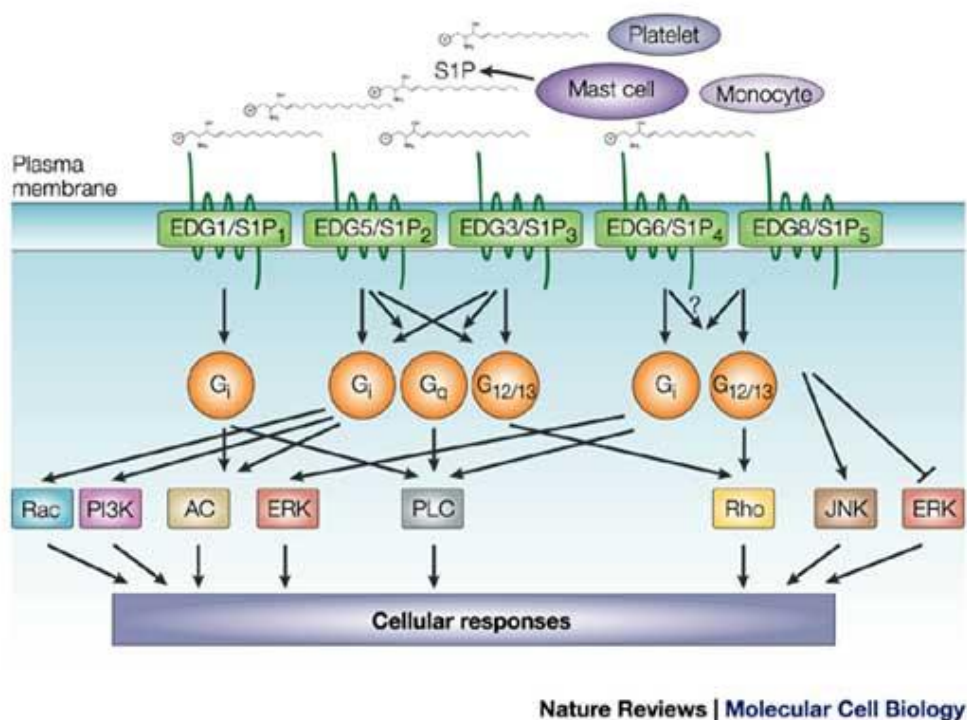 Platelet
S1P
Mast cell
Monocyte
Plasma
membrane
EDG1/S1P₁
EDG5/S1P₂
EDG3/S1P₃
EDG6/S1P₄
EDG8/S1P₅
?
Gᵢ
Gᵢ
G_q
G₁₂/₁₃
Gᵢ
G₁₂/₁₃
Rac
PI3K
AC
ERK
PLC
Rho
JNK
ERK
Cellular responses
Nature Reviews | Molecular Cell Biology